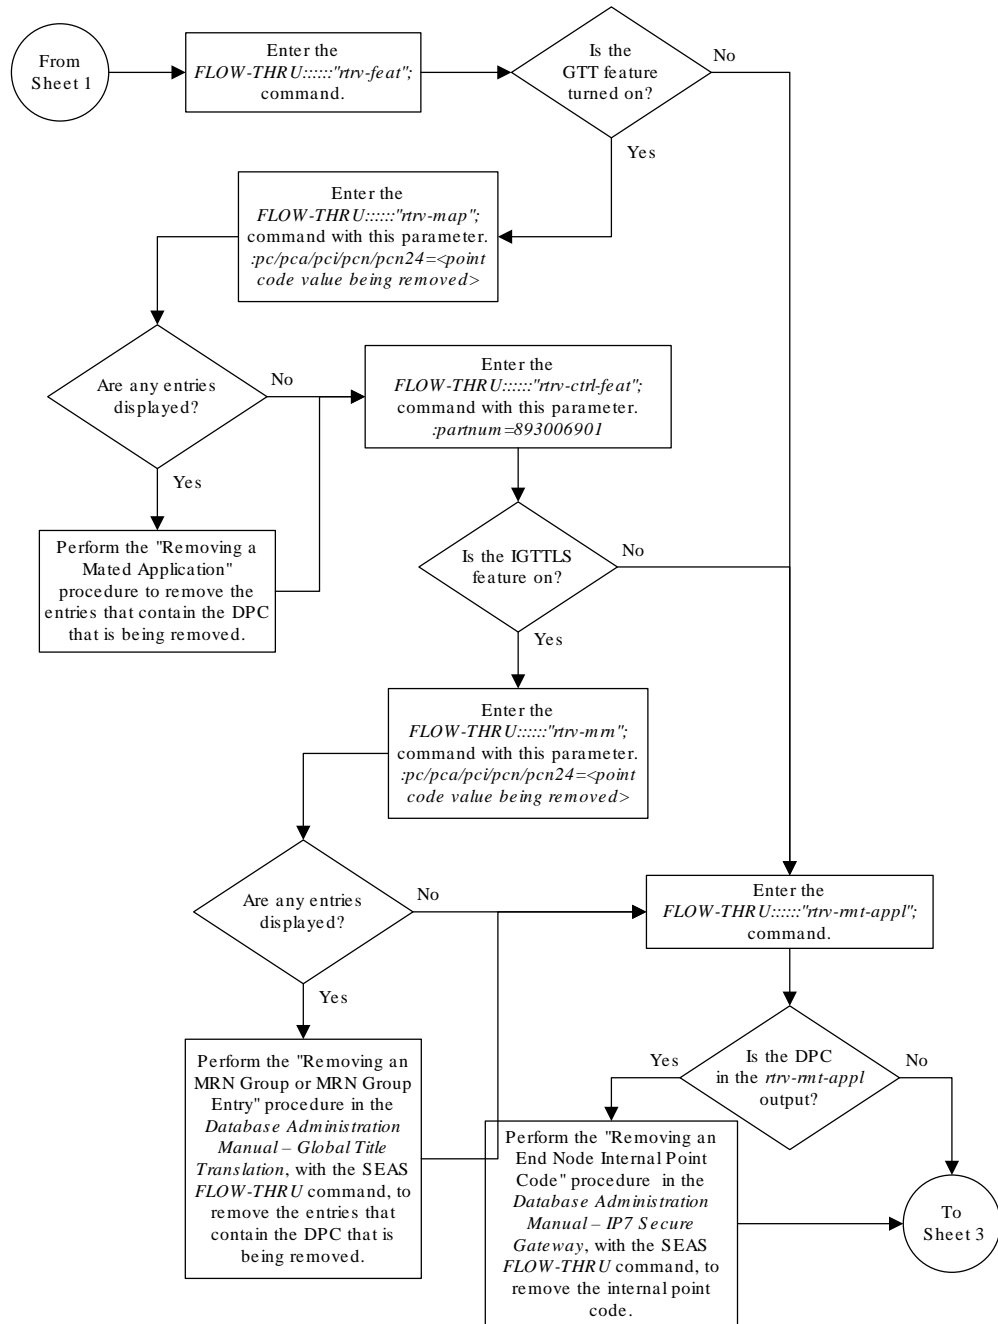 From
Sheet 1
Enter the
FLOW-THRU::::::"rtrv-feat";
command.
Is the
GTT feature
turned on?
No
Yes
Enter the
FLOW-THRU::::::"rtrv-map";
command with this parameter.
:pc/pca/pci/pcn/pcn24=<point
code value being removed>
Are any entries
displayed?
No
Yes
Enter the
FLOW-THRU::::::"rtrv-ctrl-feat";
command with this parameter.
:partnum=893006901
Perform the "Removing a
Mated Application"
procedure to remove the
entries that contain the DPC
that is being removed.
Is the IGTTLS
feature on?
No
Yes
Enter the
FLOW-THRU::::::"rtrv-mrn";
command with this parameter.
:pc/pca/pci/pcn/pcn24=<point
code value being removed>
Are any entries
displayed?
No
Yes
Enter the
FLOW-THRU::::::"rtrv-rmt-appl";
command.
Perform the "Removing an
MRN Group or MRN Group
Entry" procedure in the
Database Administration
Manual – Global Title
Translation, with the SEAS
FLOW-THRU command, to
remove the entries that
contain the DPC that is
being removed.
Is the DPC
in the rtrv-rmt-appl
output?
Yes
No
Perform the "Removing an
End Node Internal Point
Code" procedure in the
Database Administration
Manual – IP7 Secure
Gateway, with the SEAS
FLOW-THRU command, to
remove the internal point
code.
To
Sheet 3